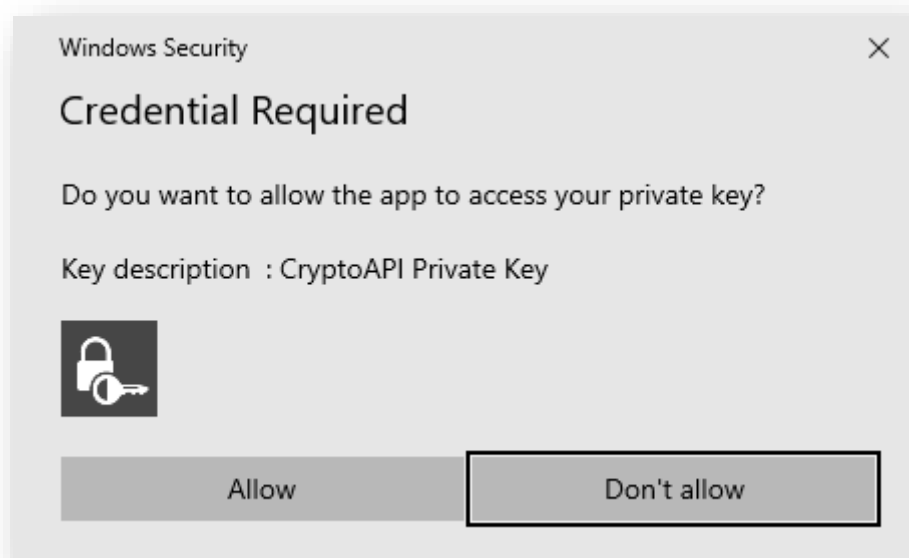 Windows Security
Credential Required
Do you want to allow the app to access your private key?
Key description : CryptoAPI Private Key
Allow
Don't allow